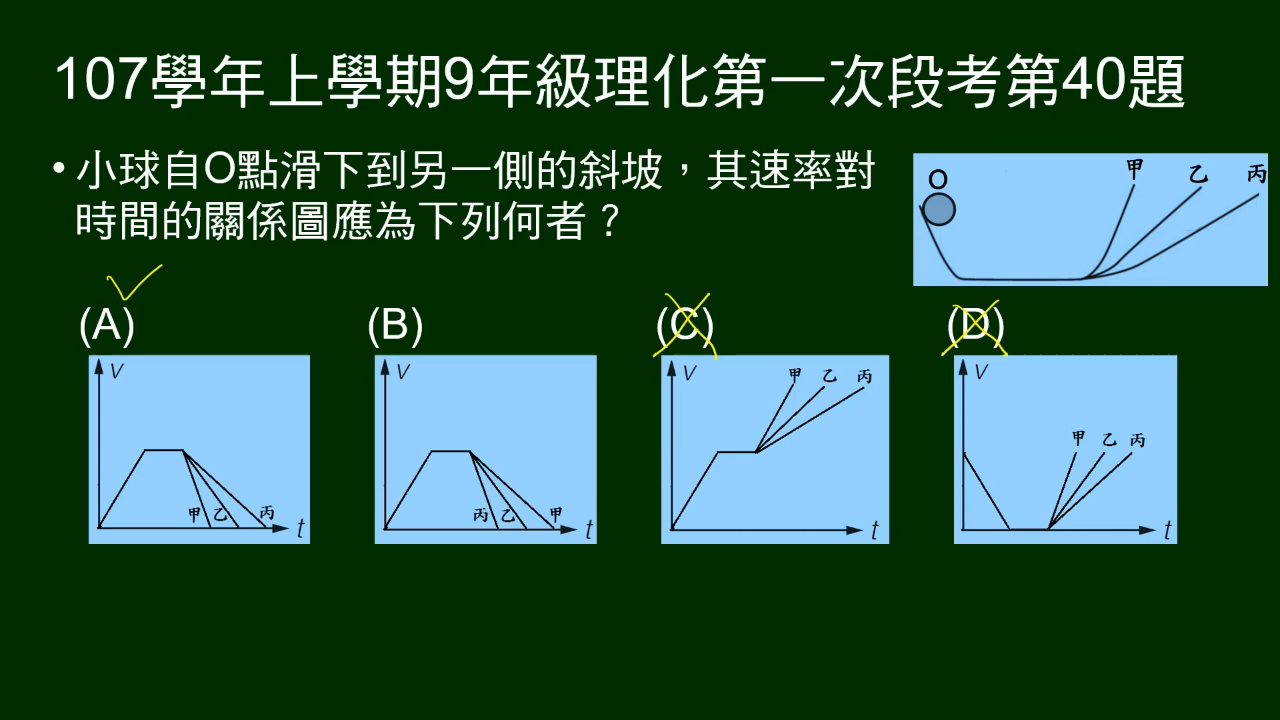 107學年上學期9年級理化第一次段考第40題
• 小球自O點滑下到另一側的斜坡，其速率對
時間的關係圖應為下列何者？
O 甲 乙 丙
(A) (B) (C) (D)
V V V 甲 乙 丙 V
甲 乙 丙
甲 乙 丙 t 丙 乙 甲 t t t